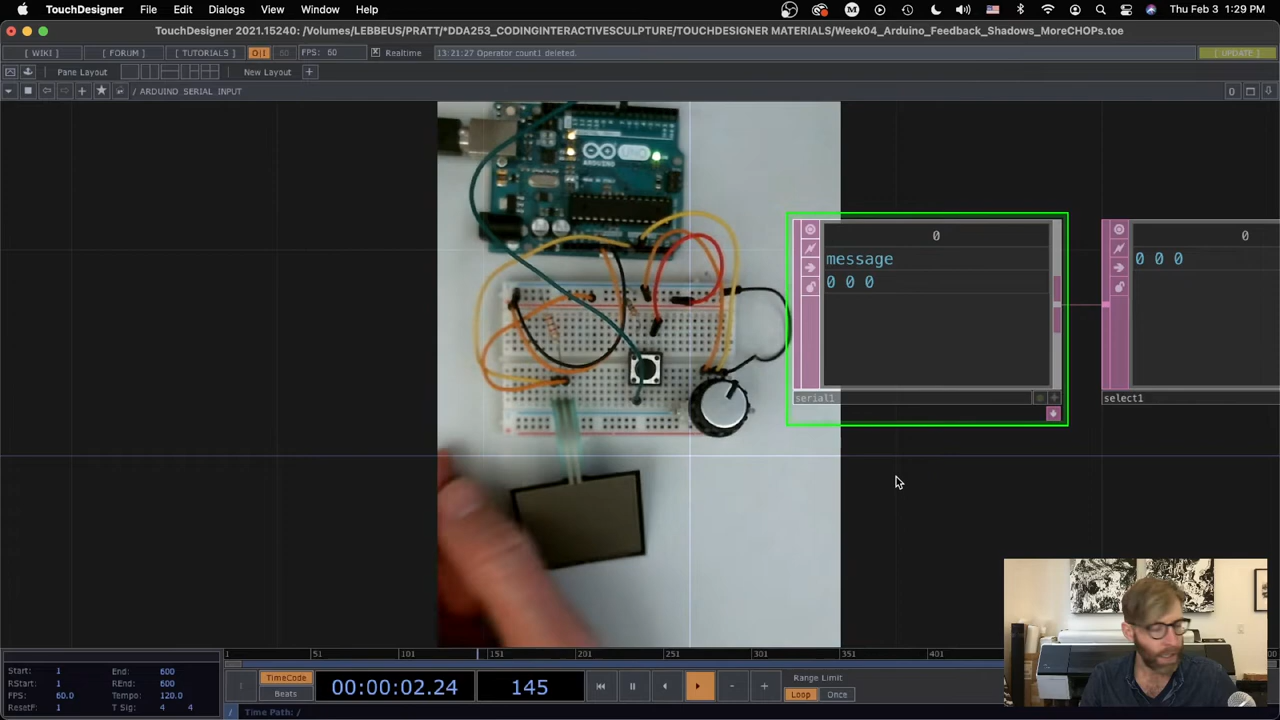 TouchDesigner File Edit Dialogs View Window Help Thu Feb 3 1:29 PM
TouchDesigner 2021.15240: /Volumes/LEBBEUS/PRATT/*DDA253_CODINGINTERACTIVESCULPTURE/TOUCHDESIGNER MATERIALS/Week04_Arduino_Feedback_Shadows_MoreCHOPs.toe
[ WIKI ] [ FORUM ] [ TUTORIALS ] O|I 60 FPS: 60 Realtime 13:21:27 Operator count1 deleted. [ UPDATE ]
Pane Layout New Layout +
/ ARDUINO_SERIAL_INPUT 0
UNO
ARDUINO
0 0
message 0 0 0
0 0 0
serial1 select1
Start: 1 End: 600
RStart: 1 REnd: 600
FPS: 60.0 Tempo: 120.0
ResetF: 1 T Sig: 4 4
1 51 101 151 201 251 301 351 401
TimeCode
Beats
00:00:02.24 145
Range Limit
Loop Once
/ Time Path: /